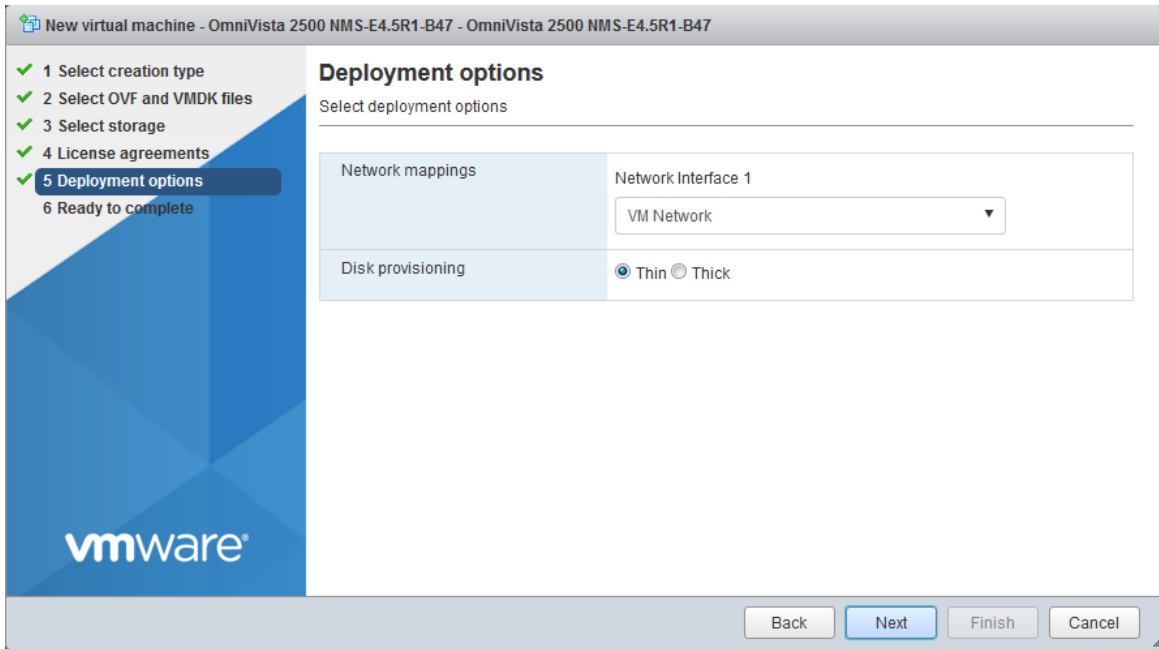 New virtual machine - OmniVista 2500 NMS-E4.5R1-B47 - OmniVista 2500 NMS-E4.5R1-B47
1 Select creation type
2 Select OVF and VMDK files
3 Select storage
4 License agreements
5 Deployment options
6 Ready to complete
Deployment options
Select deployment options
Network mappings
Network Interface 1
VM Network
Disk provisioning
Thin Thick
vmware®
Back Next Finish Cancel